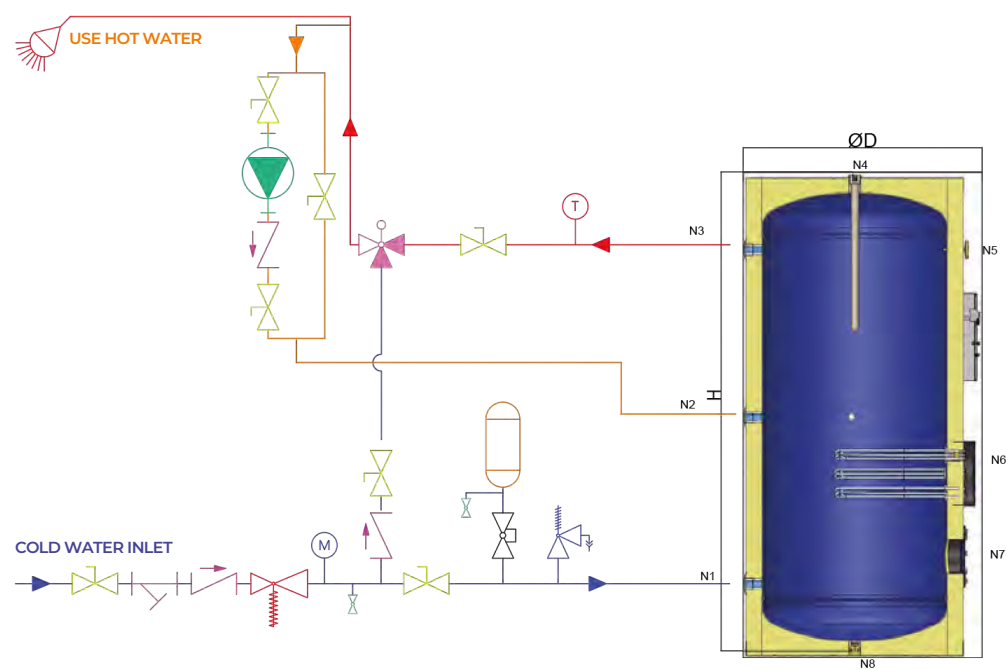 USE HOT WATER
ØD
N4
T
N3
N5
H
N2
N6
COLD WATER INLET
M
N7
N1
N8